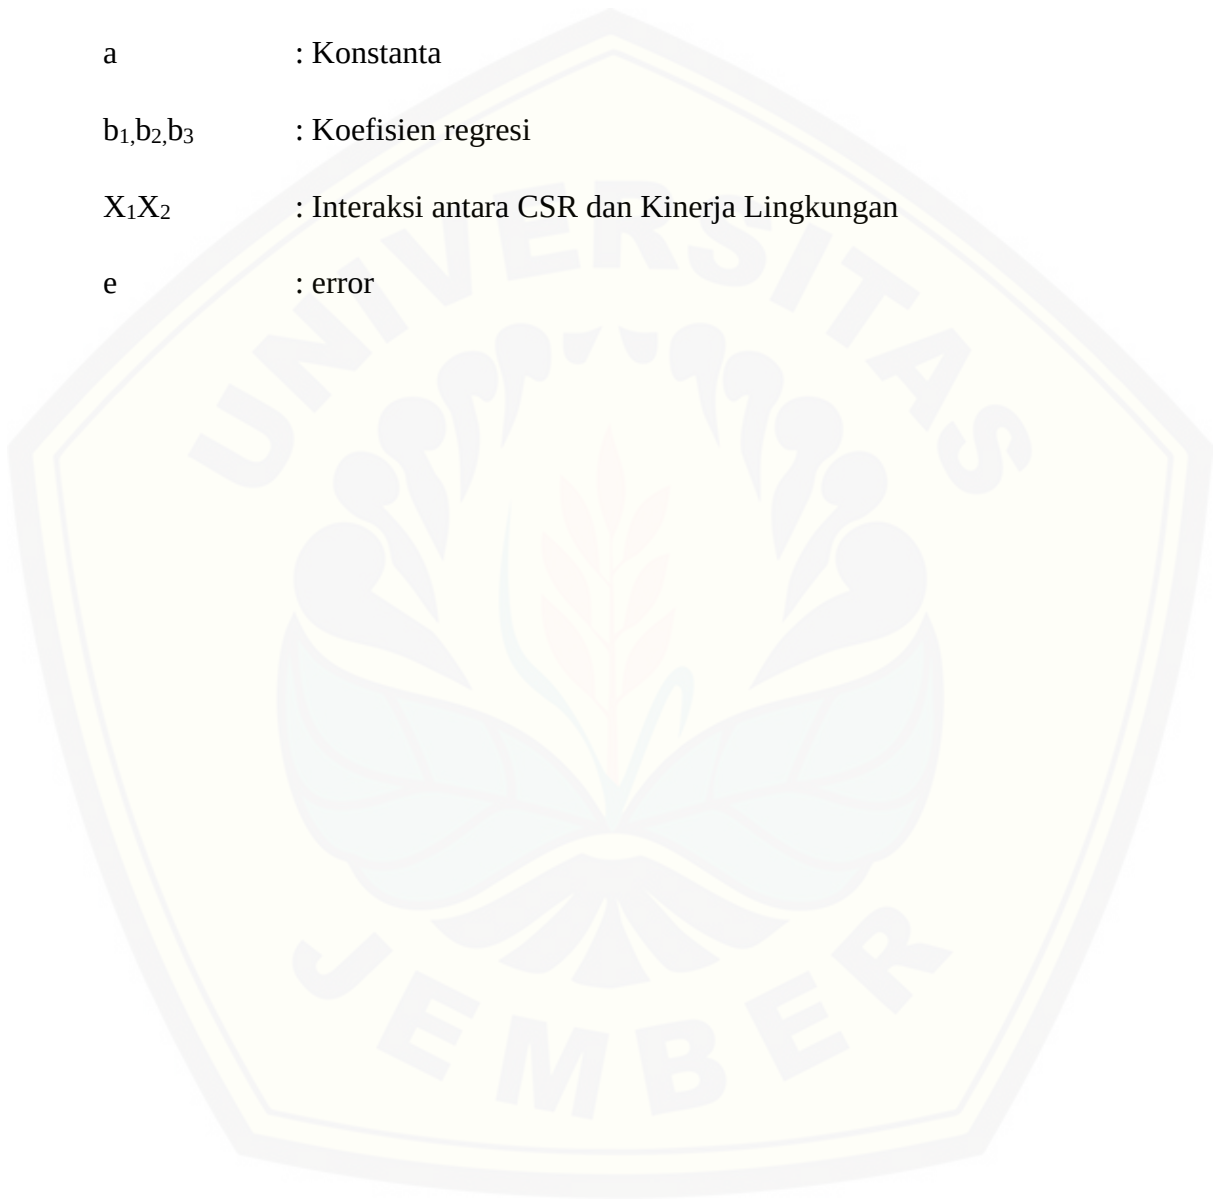 a : Konstanta
b1,b2,b3 : Koefisien regresi
X1X2 : Interaksi antara CSR dan Kinerja Lingkungan
e : error
UNIVERSITAS
JEMBER